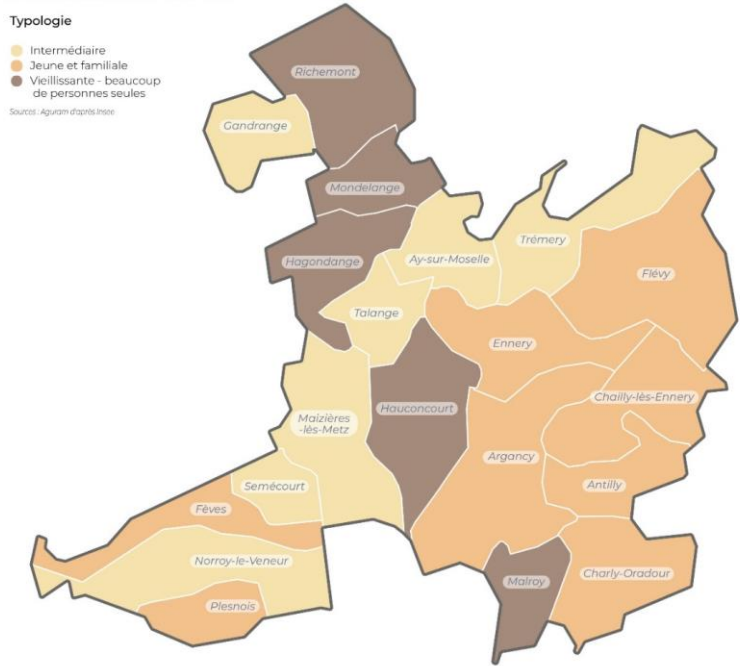 Typologie
Intermédiaire
Jeune et familiale
Vieillissante - beaucoup
de personnes seules
Sources : Aguram d'après Insee
Richemont
Gandrange
Mondelange
Hagondange
Ay-sur-Moselle
Trémery
Flévy
Talange
Ennery
Chailly-lès-Ennery
Hauconcourt
Maizières
-lès-Metz
Argancy
Semécourt
Antilly
Fèves
Norroy-le-Veneur
Malroy
Charly-Oradour
Plesnois